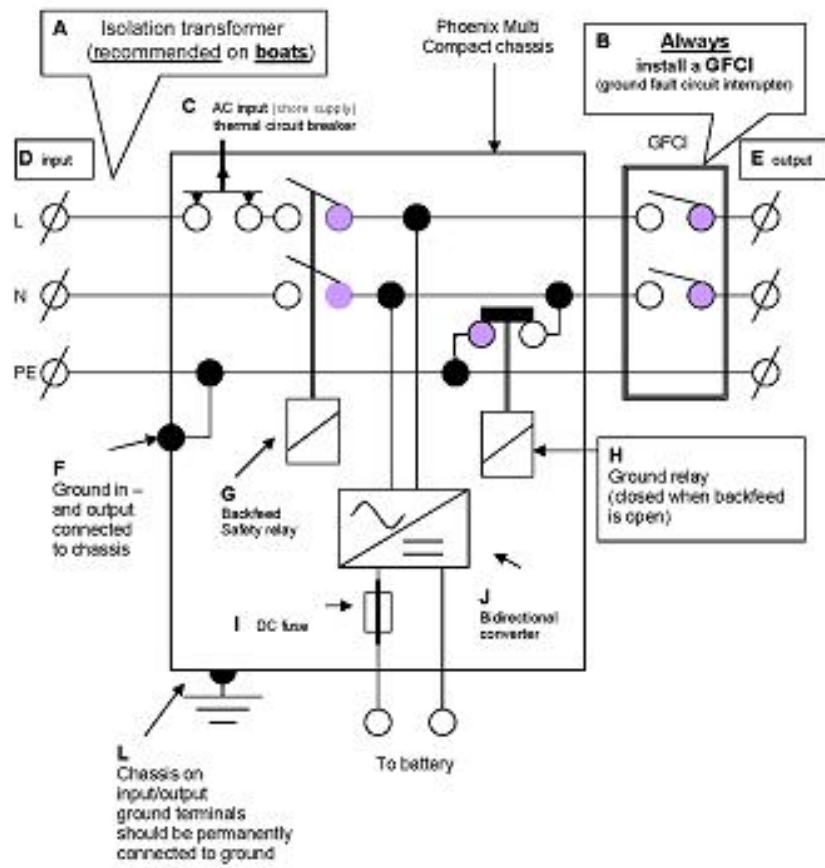 A Isolation transformer
(recommended on boats)
Phoenix Multi
Compact chassis
B Always
install a GFCI
(ground fault circuit interrupter)
C AC input (shore supply)
thermal circuit breaker
GFCI
D input
E output
L
N
PE
F
Ground in –
and output
connected
to chassis
G
Backfeed
Safety relay
H
Ground relay
(closed when backfeed
is open)
I DC fuse
J
Bidirectional
converter
To battery
L
Chassis on
input/output
ground terminals
should be permanently
connected to ground